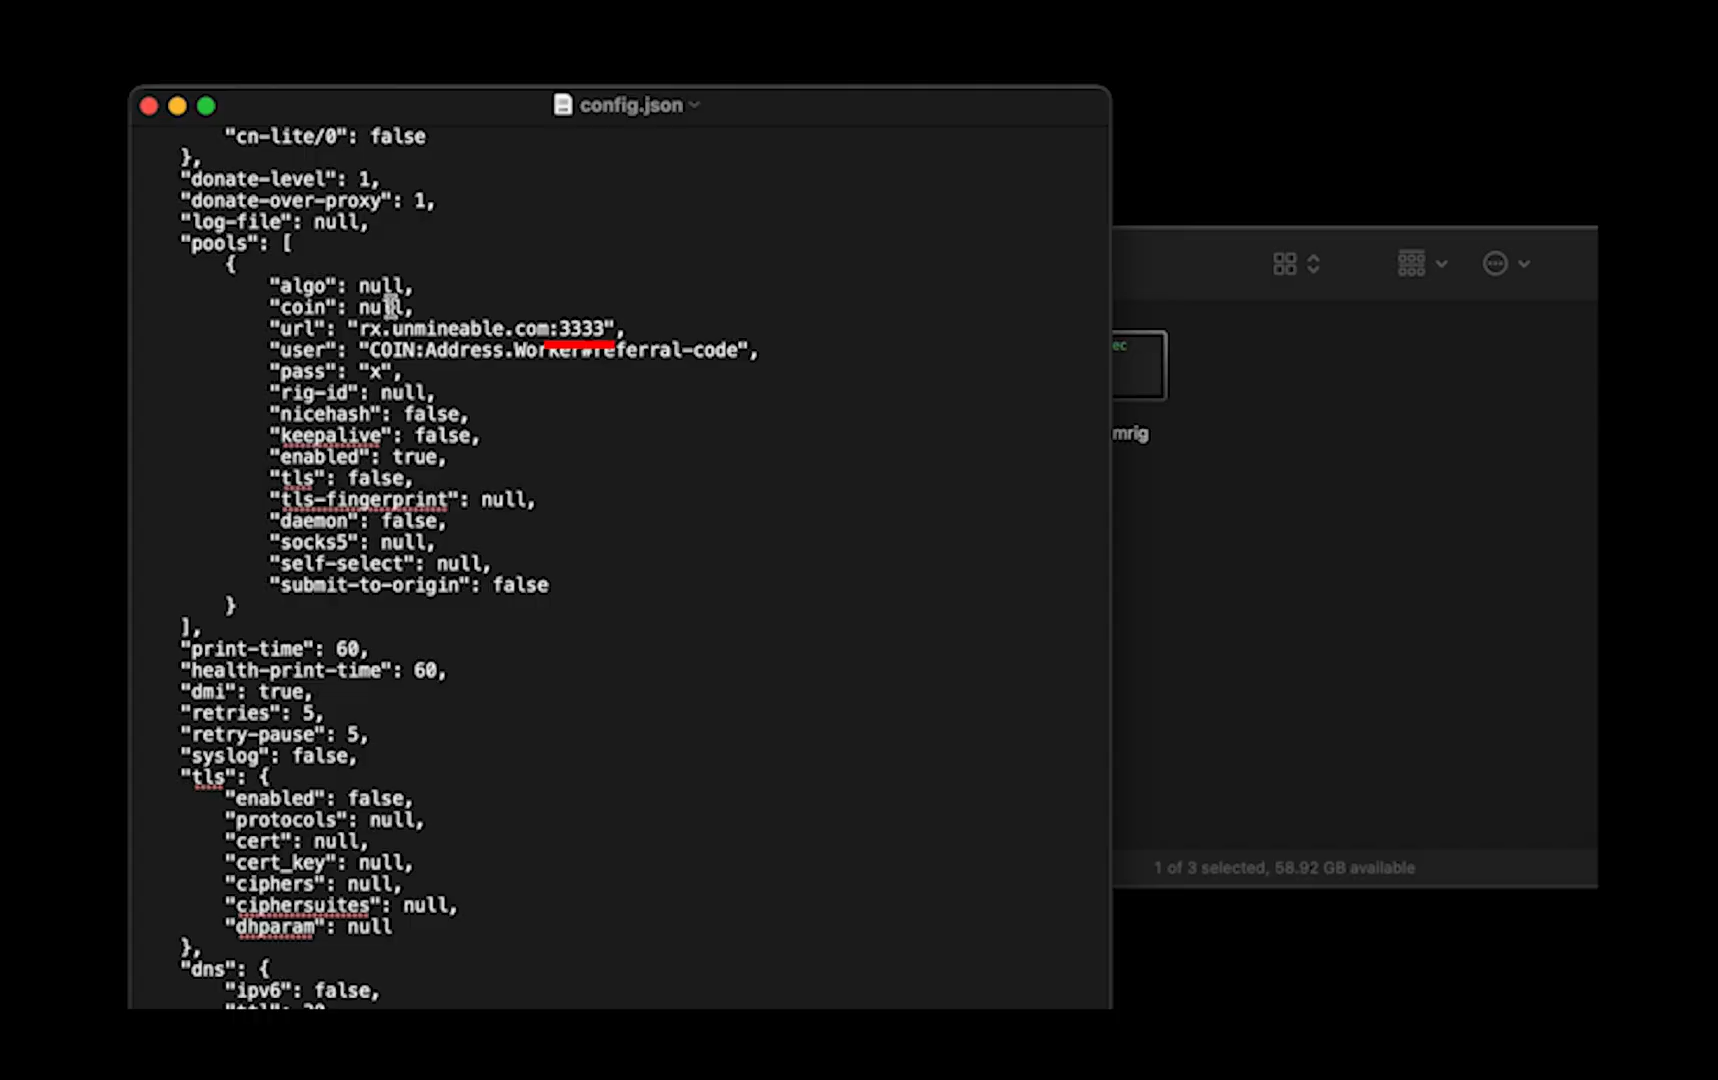 config.json
"cn-lite/0": false
},
"donate-level": 1,
"donate-over-proxy": 1,
"log-file": null,
"pools": [
{
"algo": null,
"coin": null,
"url": "rx.unmineable.com:3333",
"user": "COIN:Address.Worker#referral-code",
"pass": "x",
"rig-id": null,
"nicehash": false,
"keepalive": false,
"enabled": true,
"tls": false,
"tls-fingerprint": null,
"daemon": false,
"socks5": null,
"self-select": null,
"submit-to-origin": false
}
],
"print-time": 60,
"health-print-time": 60,
"dmi": true,
"retries": 5,
"retry-pause": 5,
"syslog": false,
"tls": {
"enabled": false,
"protocols": null,
"cert": null,
"cert_key": null,
"ciphers": null,
"ciphersuites": null,
"dhparam": null
},
"dns": {
"ipv6": false,
ec
mrig
1 of 3 selected, 58.92 GB available